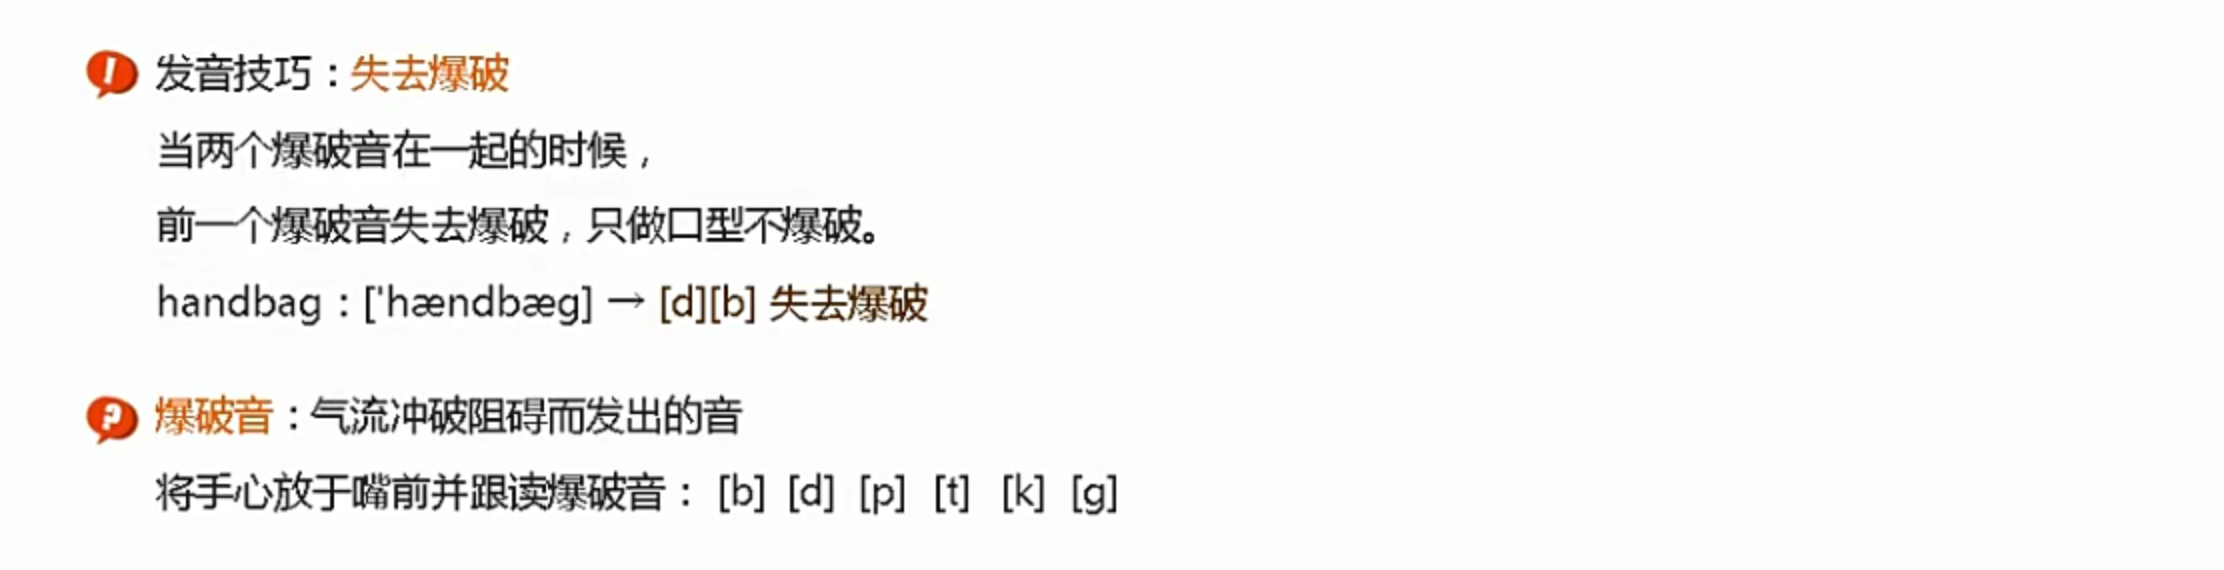 发音技巧：失去爆破
当两个爆破音在一起的时候，
前一个爆破音失去爆破，只做口型不爆破。
handbag：['hændbæg] → [d][b] 失去爆破
爆破音：气流冲破阻碍而发出的音
将手心放于嘴前并跟读爆破音： [b] [d] [p] [t] [k] [g]